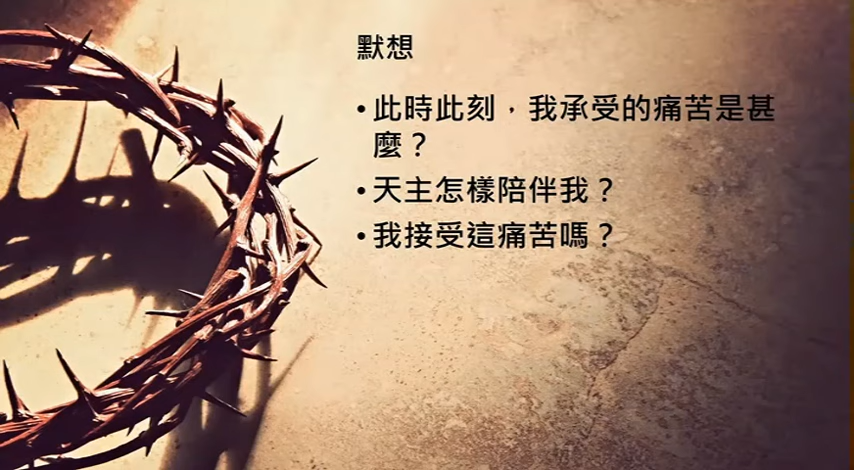 默想
• 此時此刻，我承受的痛苦是甚
麼？
• 天主怎樣陪伴我？
• 我接受這痛苦嗎？